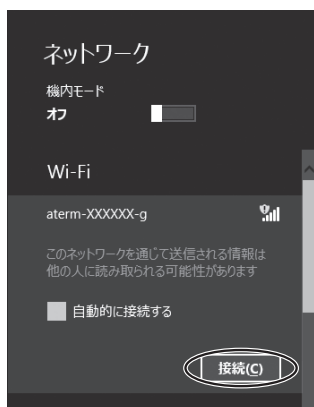 ネットワーク
機内モード
オフ
Wi-Fi
aterm-XXXXXX-g
このネットワークを通じて送信される情報は
他の人に読み取られる可能性があります
自動的に接続する
接続(C)